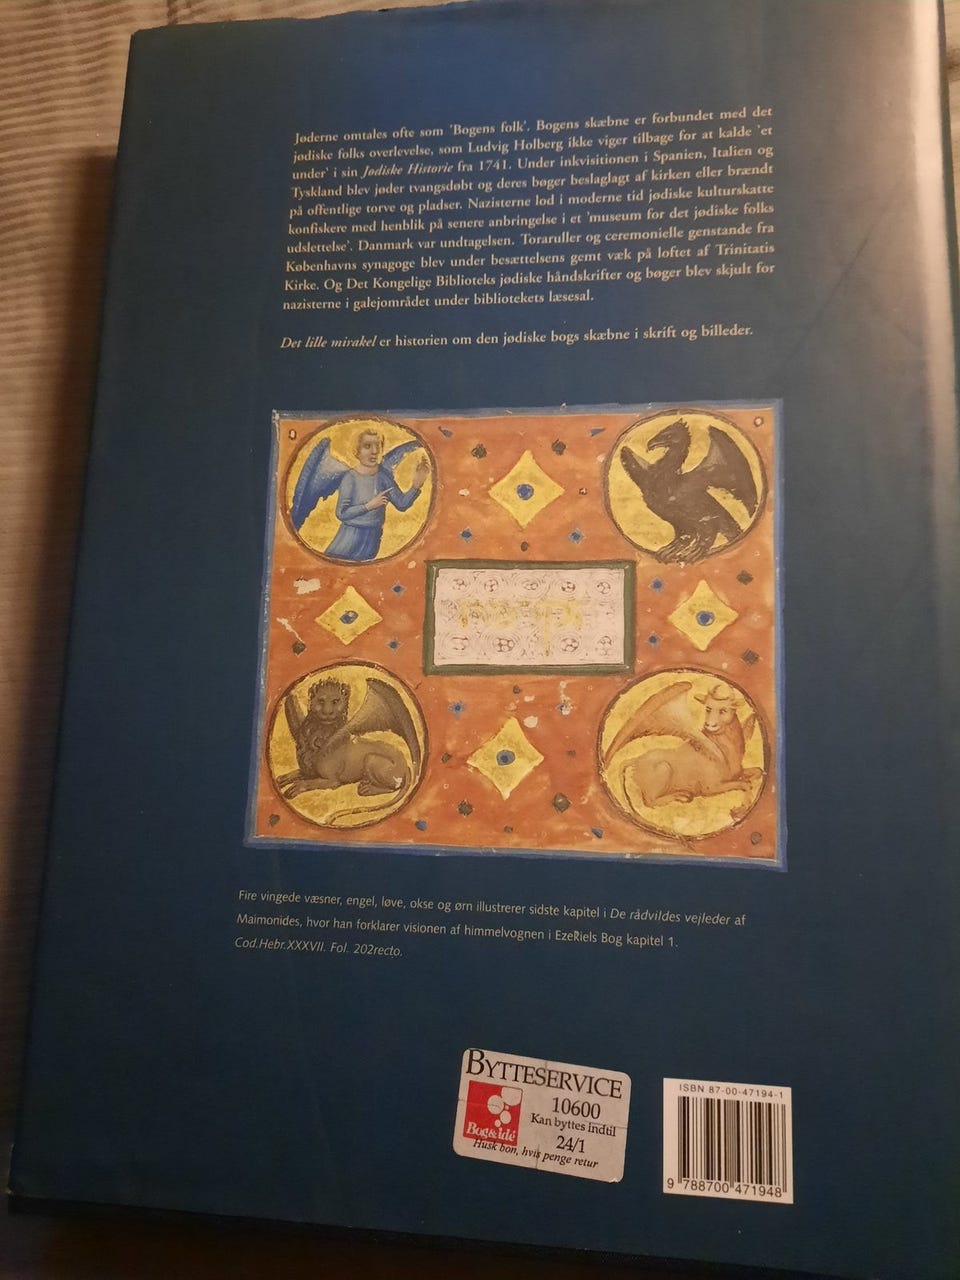 Jøderne omtales ofte som 'Bogens folk'. Bogens skæbne er forbundet med det
jødiske folks overlevelse, som Ludvig Holberg ikke viger tilbage for at kalde 'et
under' i sin Jødiske Historie fra 1741. Under inkvisitionen i Spanien, Italien og
Tyskland blev jøder tvangsdøbt og deres bøger beslaglagt af kirken eller brændt
på offentlige torve og pladser. Nazisterne lod i moderne tid jødiske kulturskatte
konfiskere med henblik på senere anbringelse i et 'museum for det jødiske folks
udslettelse'. Danmark var undtagelsen. Toraruller og ceremonielle genstande fra
Københavns synagoge blev under besættelsens gemt væk på loftet af Trinitatis
Kirke. Og Det Kongelige Biblioteks jødiske håndskrifter og bøger blev skjult for
nazisterne i galejområdet under bibliotekets læsesal.
Det lille mirakel er historien om den jødiske bogs skæbne i skrift og billeder.
Fire vingede væsner, engel, løve, okse og ørn illustrerer sidste kapitel i De rådvildes vejleder af
Maimonides, hvor han forklarer visionen af himmelvognen i EzeRiels Bog kapitel 1.
Cod.Hebr.XXXVII. Fol. 202recto.
BYTTESERVICE
10600
Kan byttes indtil
24/1
Bog&idé
Husk bon, hvis penge retur
ISBN 87-00-47194-1
9 788700 471948